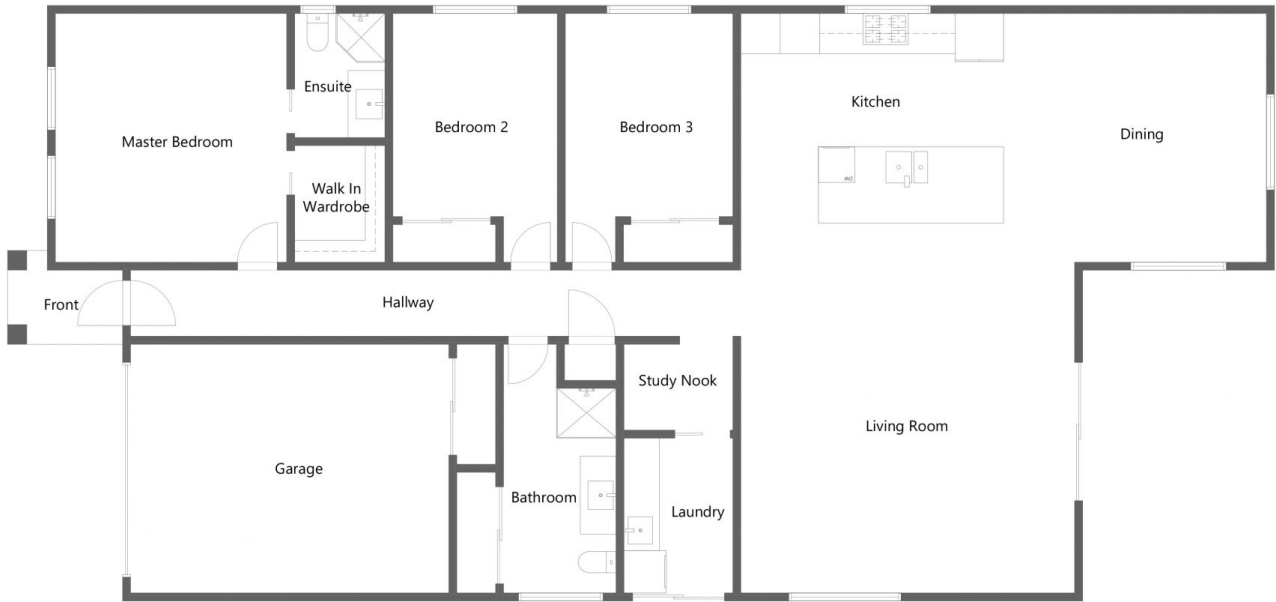 Ensuite
Master Bedroom
Walk In
Wardrobe
Bedroom 2
Bedroom 3
Kitchen
DW
Dining
Front
Hallway
Study Nook
Living Room
Garage
Bathroom
Laundry